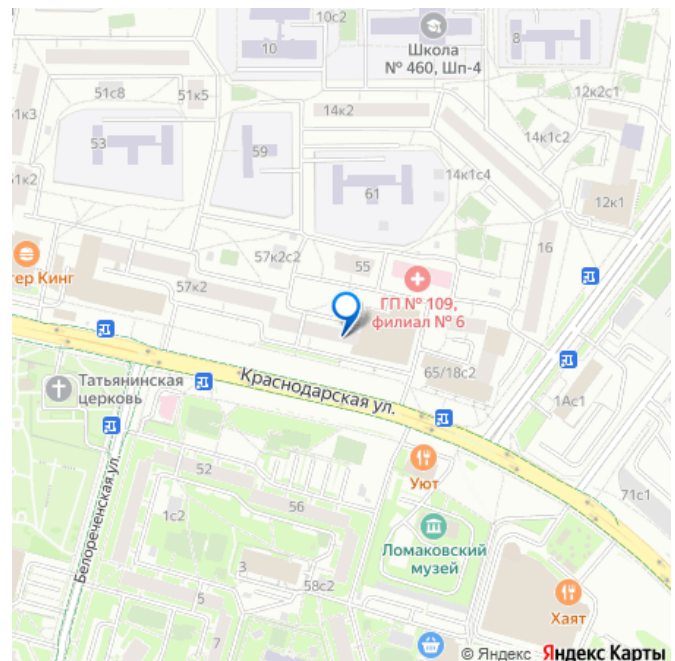 10с2
10
Школа
№ 460, Шп-4
8
51с8
51к5
51к3
14к2
12к2с1
53
59
14к1с2
51к2
61
14к1с4
12к1
16
57к2с2
55
тер Кинг
57к2
ГП № 109,
филиал № 6
65/18с2
Татьянинская
церковь
Краснодарская ул.
1Ас1
Белореченская ул.
52
Уют
71с1
1с2
56
Ломаковский
музей
3
58с2
5
Хаят
7
© Яндекс Яндекс Карты